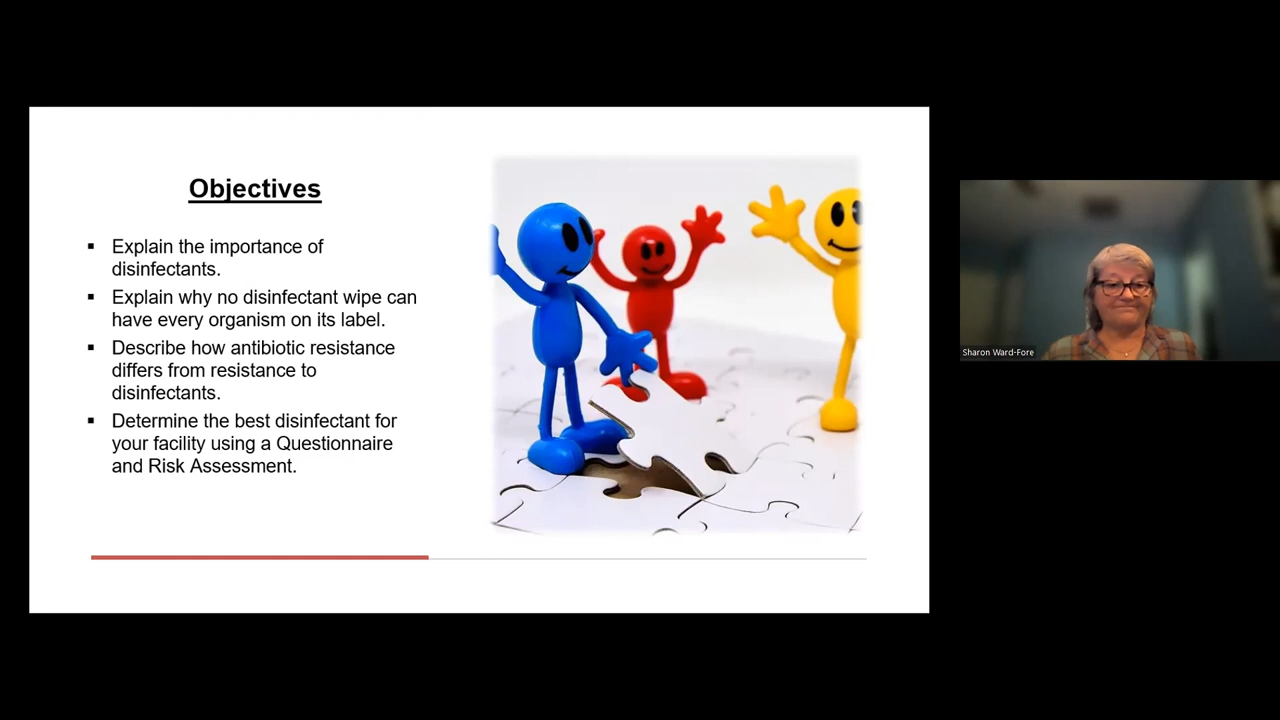 Objectives
▪ Explain the importance of
disinfectants.
▪ Explain why no disinfectant wipe can
have every organism on its label.
▪ Describe how antibiotic resistance
differs from resistance to
disinfectants.
▪ Determine the best disinfectant for
your facility using a Questionnaire
and Risk Assessment.
Sharon Ward-Fore